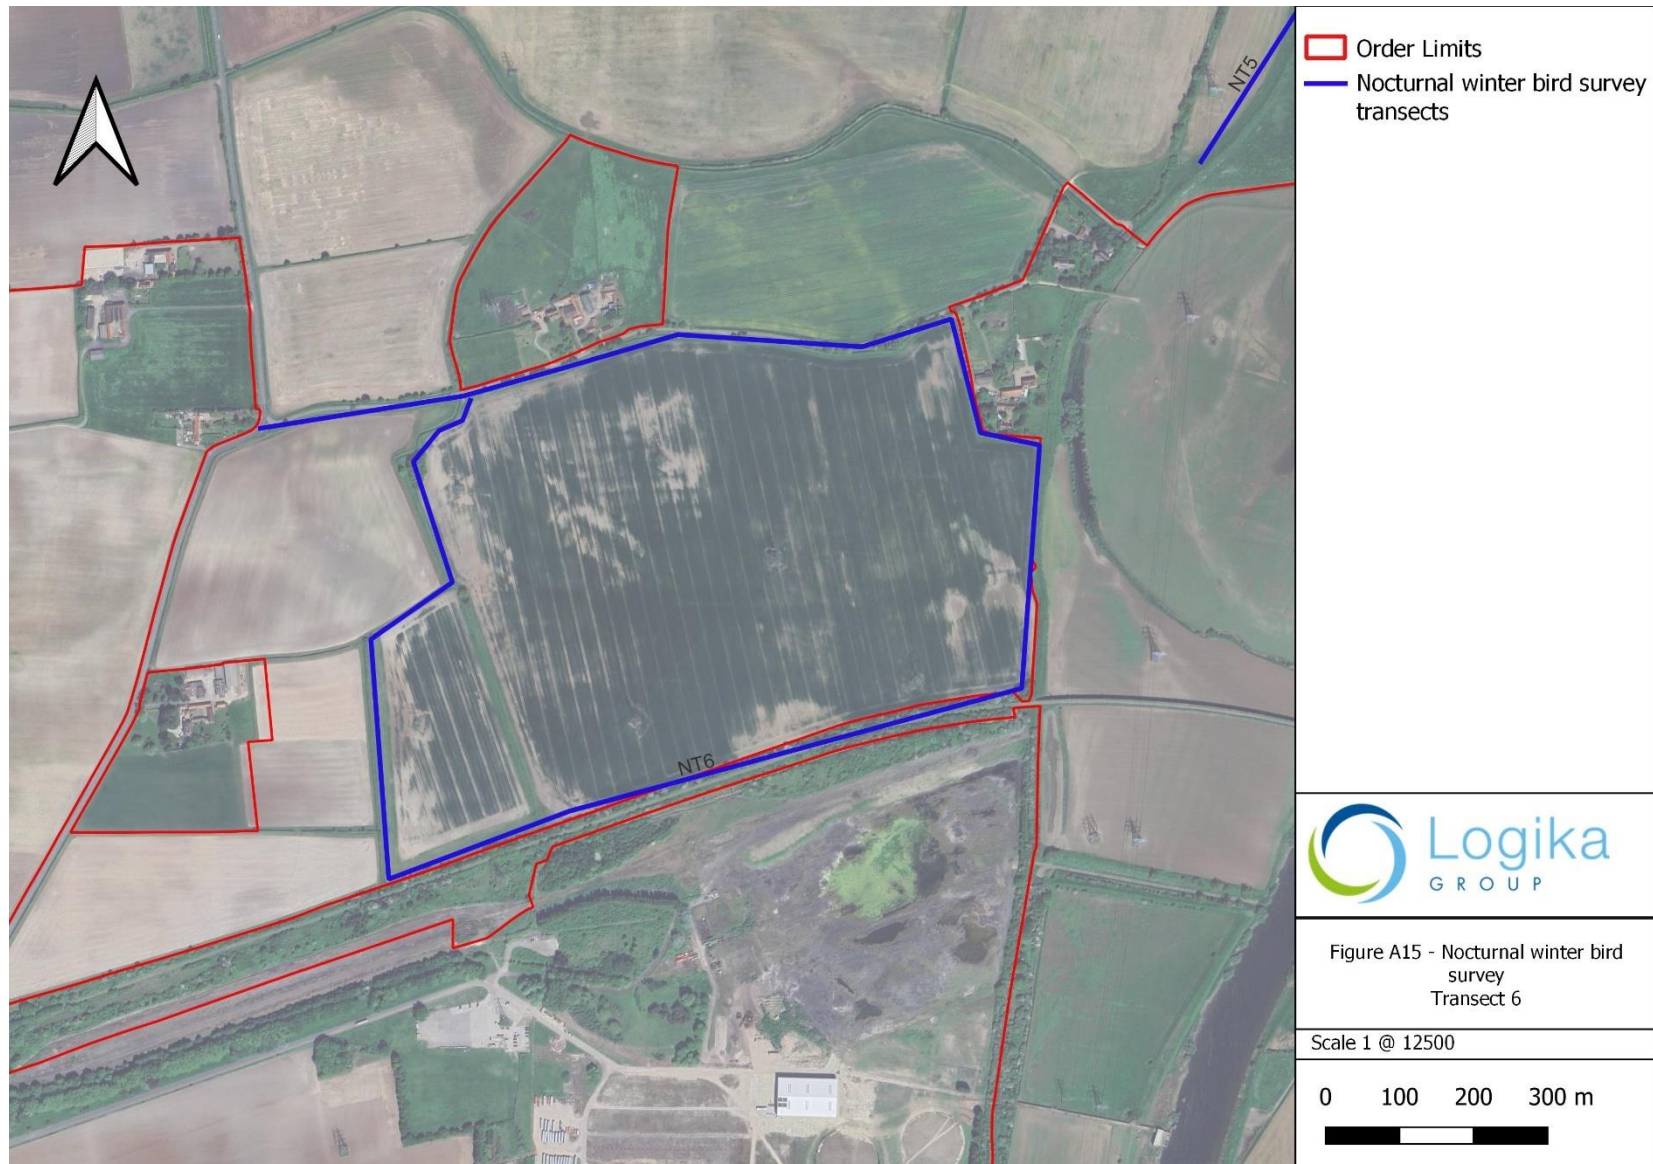 NT5
NT6
Order Limits
Nocturnal winter bird survey
transects
Logika
GROUP
Figure A15 - Nocturnal winter bird
survey
Transect 6
Scale 1 @ 12500
0 100 200 300 m